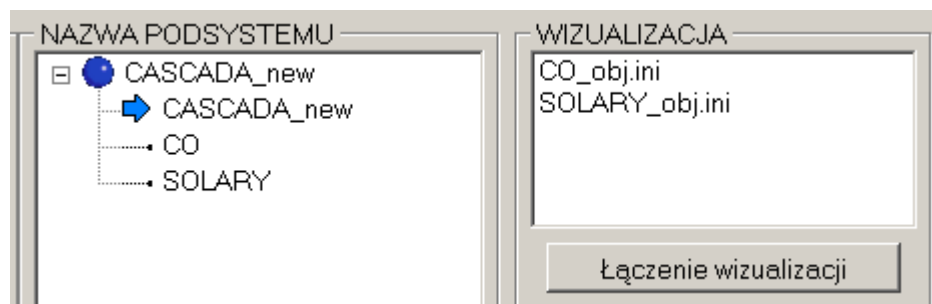 NAZWA PODSYSTEMU
CASCADA_new
CASCADA_new
CO
SOLARY
WIZUALIZACJA
CO_obj.ini
SOLARY_obj.ini
Łączenie wizualizacji